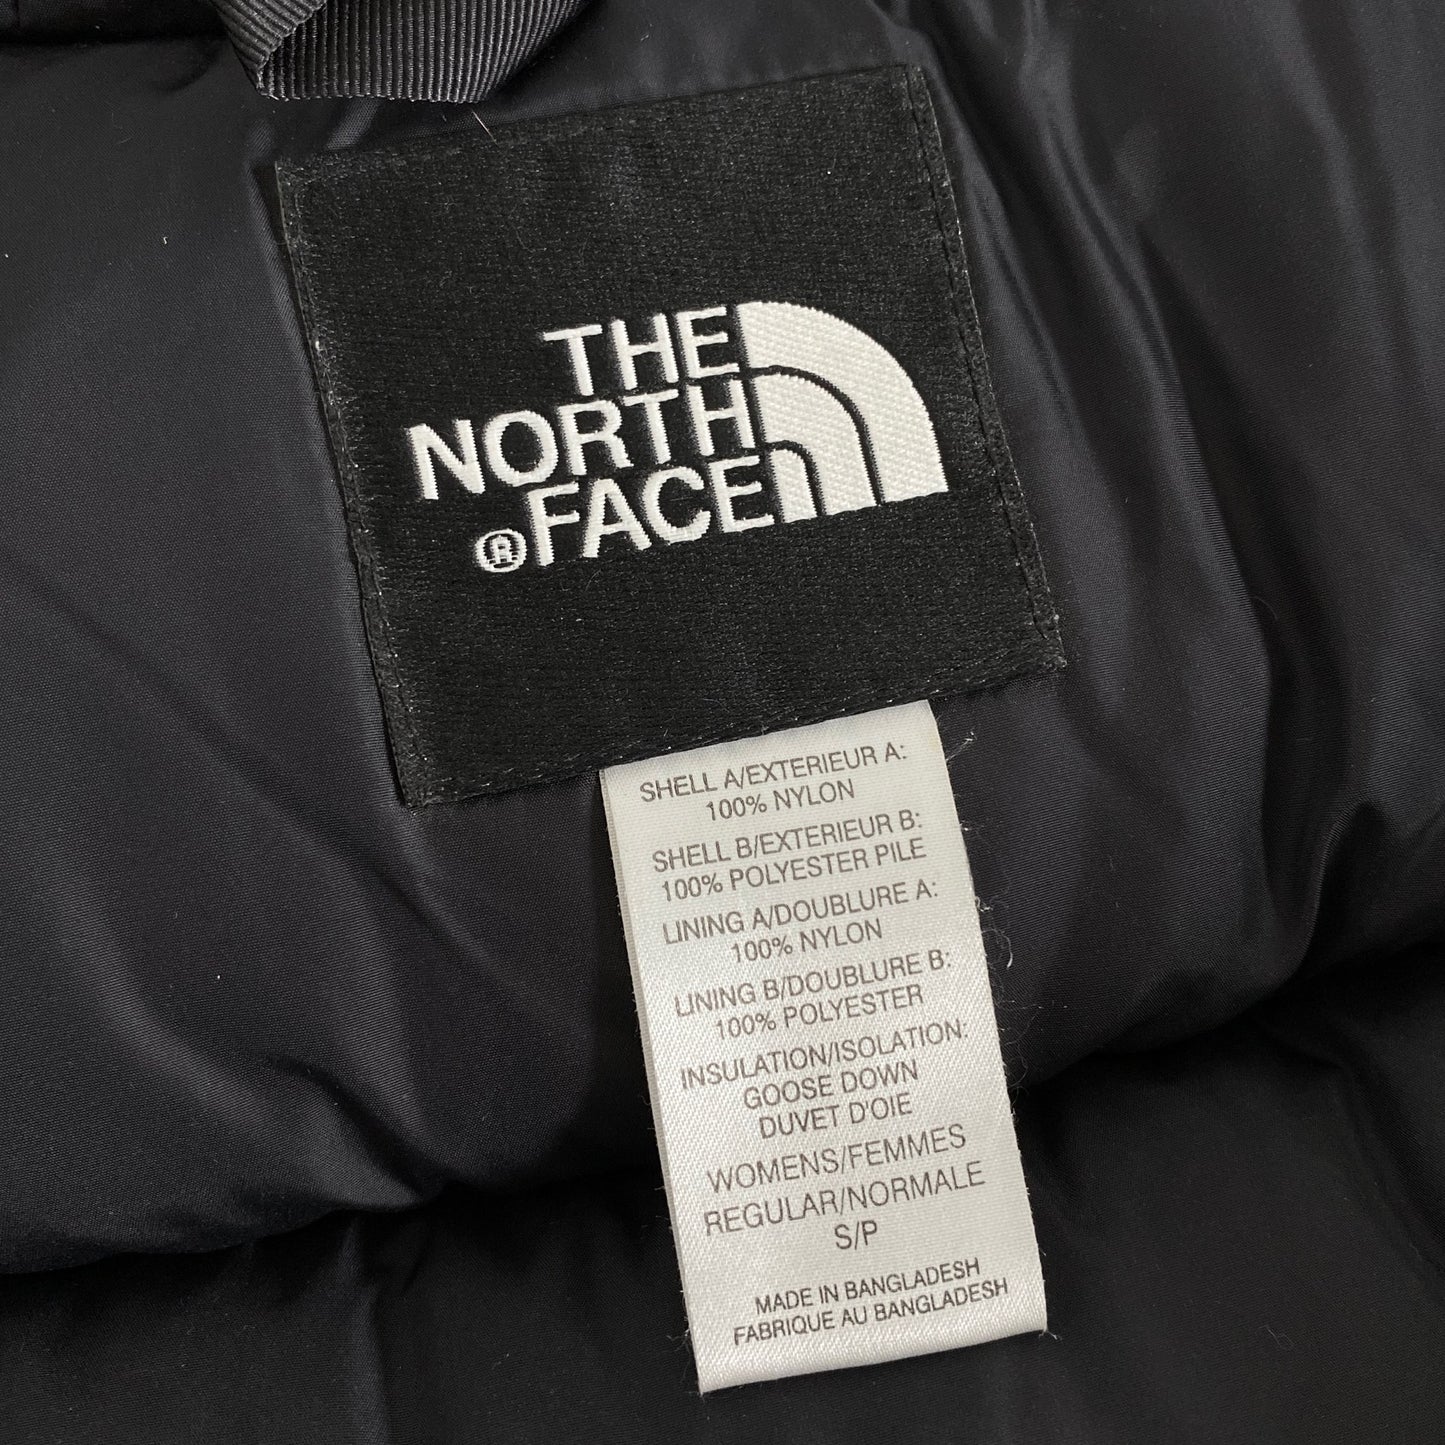 THE
NORTH
® FACE
SHELL A/EXTERIEUR A:
100% NYLON
SHELL B/EXTERIEUR B:
100% POLYESTER PILE
LINING A/DOUBLURE A:
100% NYLON
LINING B/DOUBLURE B:
100% POLYESTER
INSULATION/ISOLATION:
GOOSE DOWN
DUVET D'OIE
WOMENS/FEMMES
REGULAR/NORMALE
S/P
MADE IN BANGLADESH
FABRIQUE AU BANGLADESH